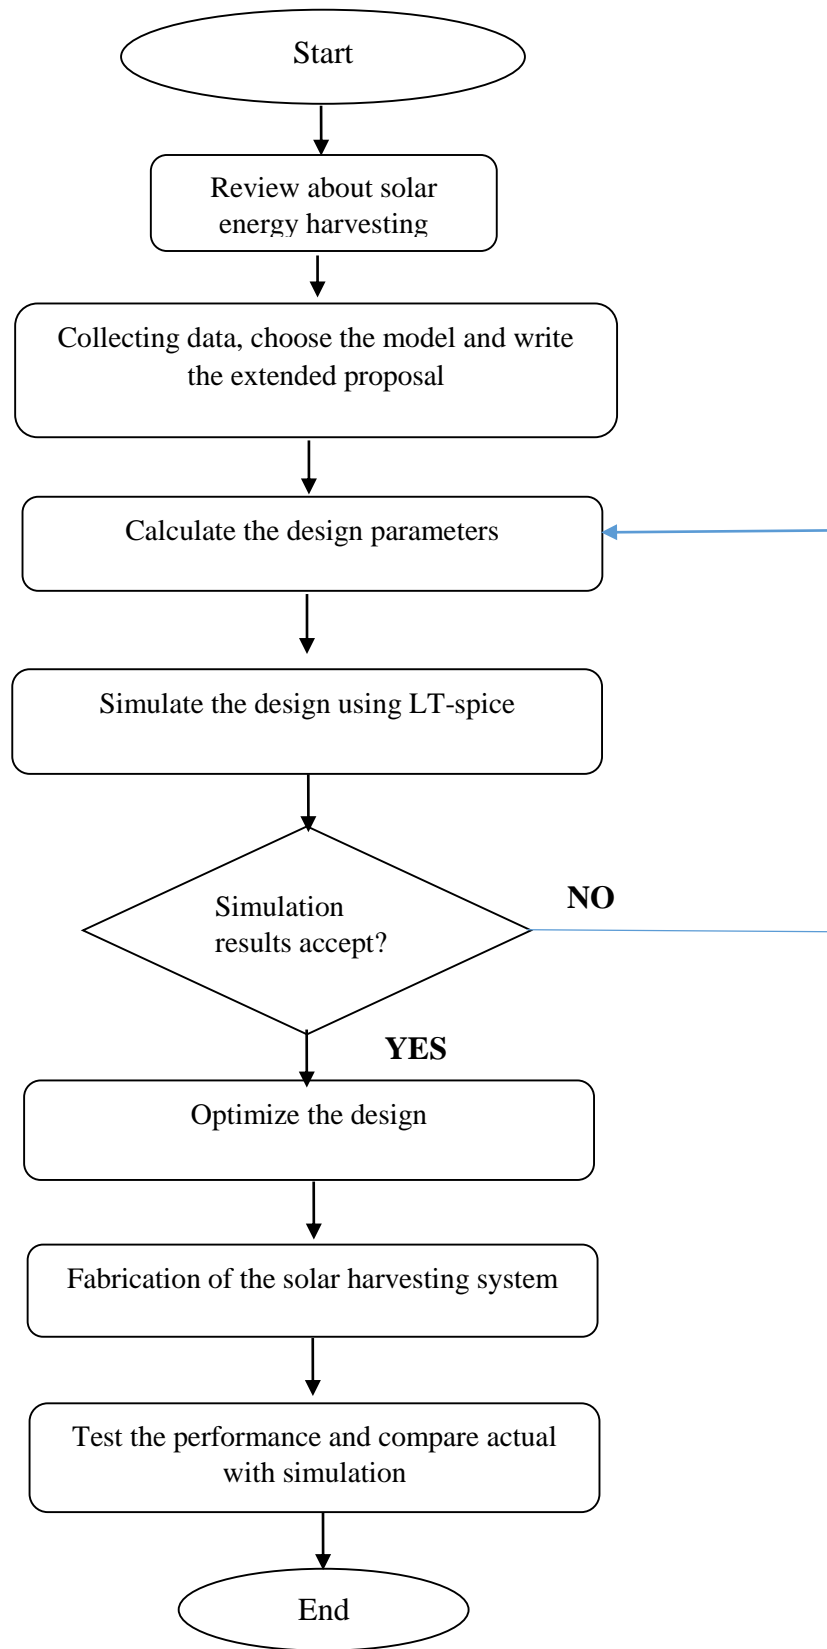 Start
Review about solar
energy harvesting
Collecting data, choose the model and write
the extended proposal
Calculate the design parameters
Simulate the design using LT-spice
Simulation
results accept?
NO
YES
Optimize the design
Fabrication of the solar harvesting system
Test the performance and compare actual
with simulation
End